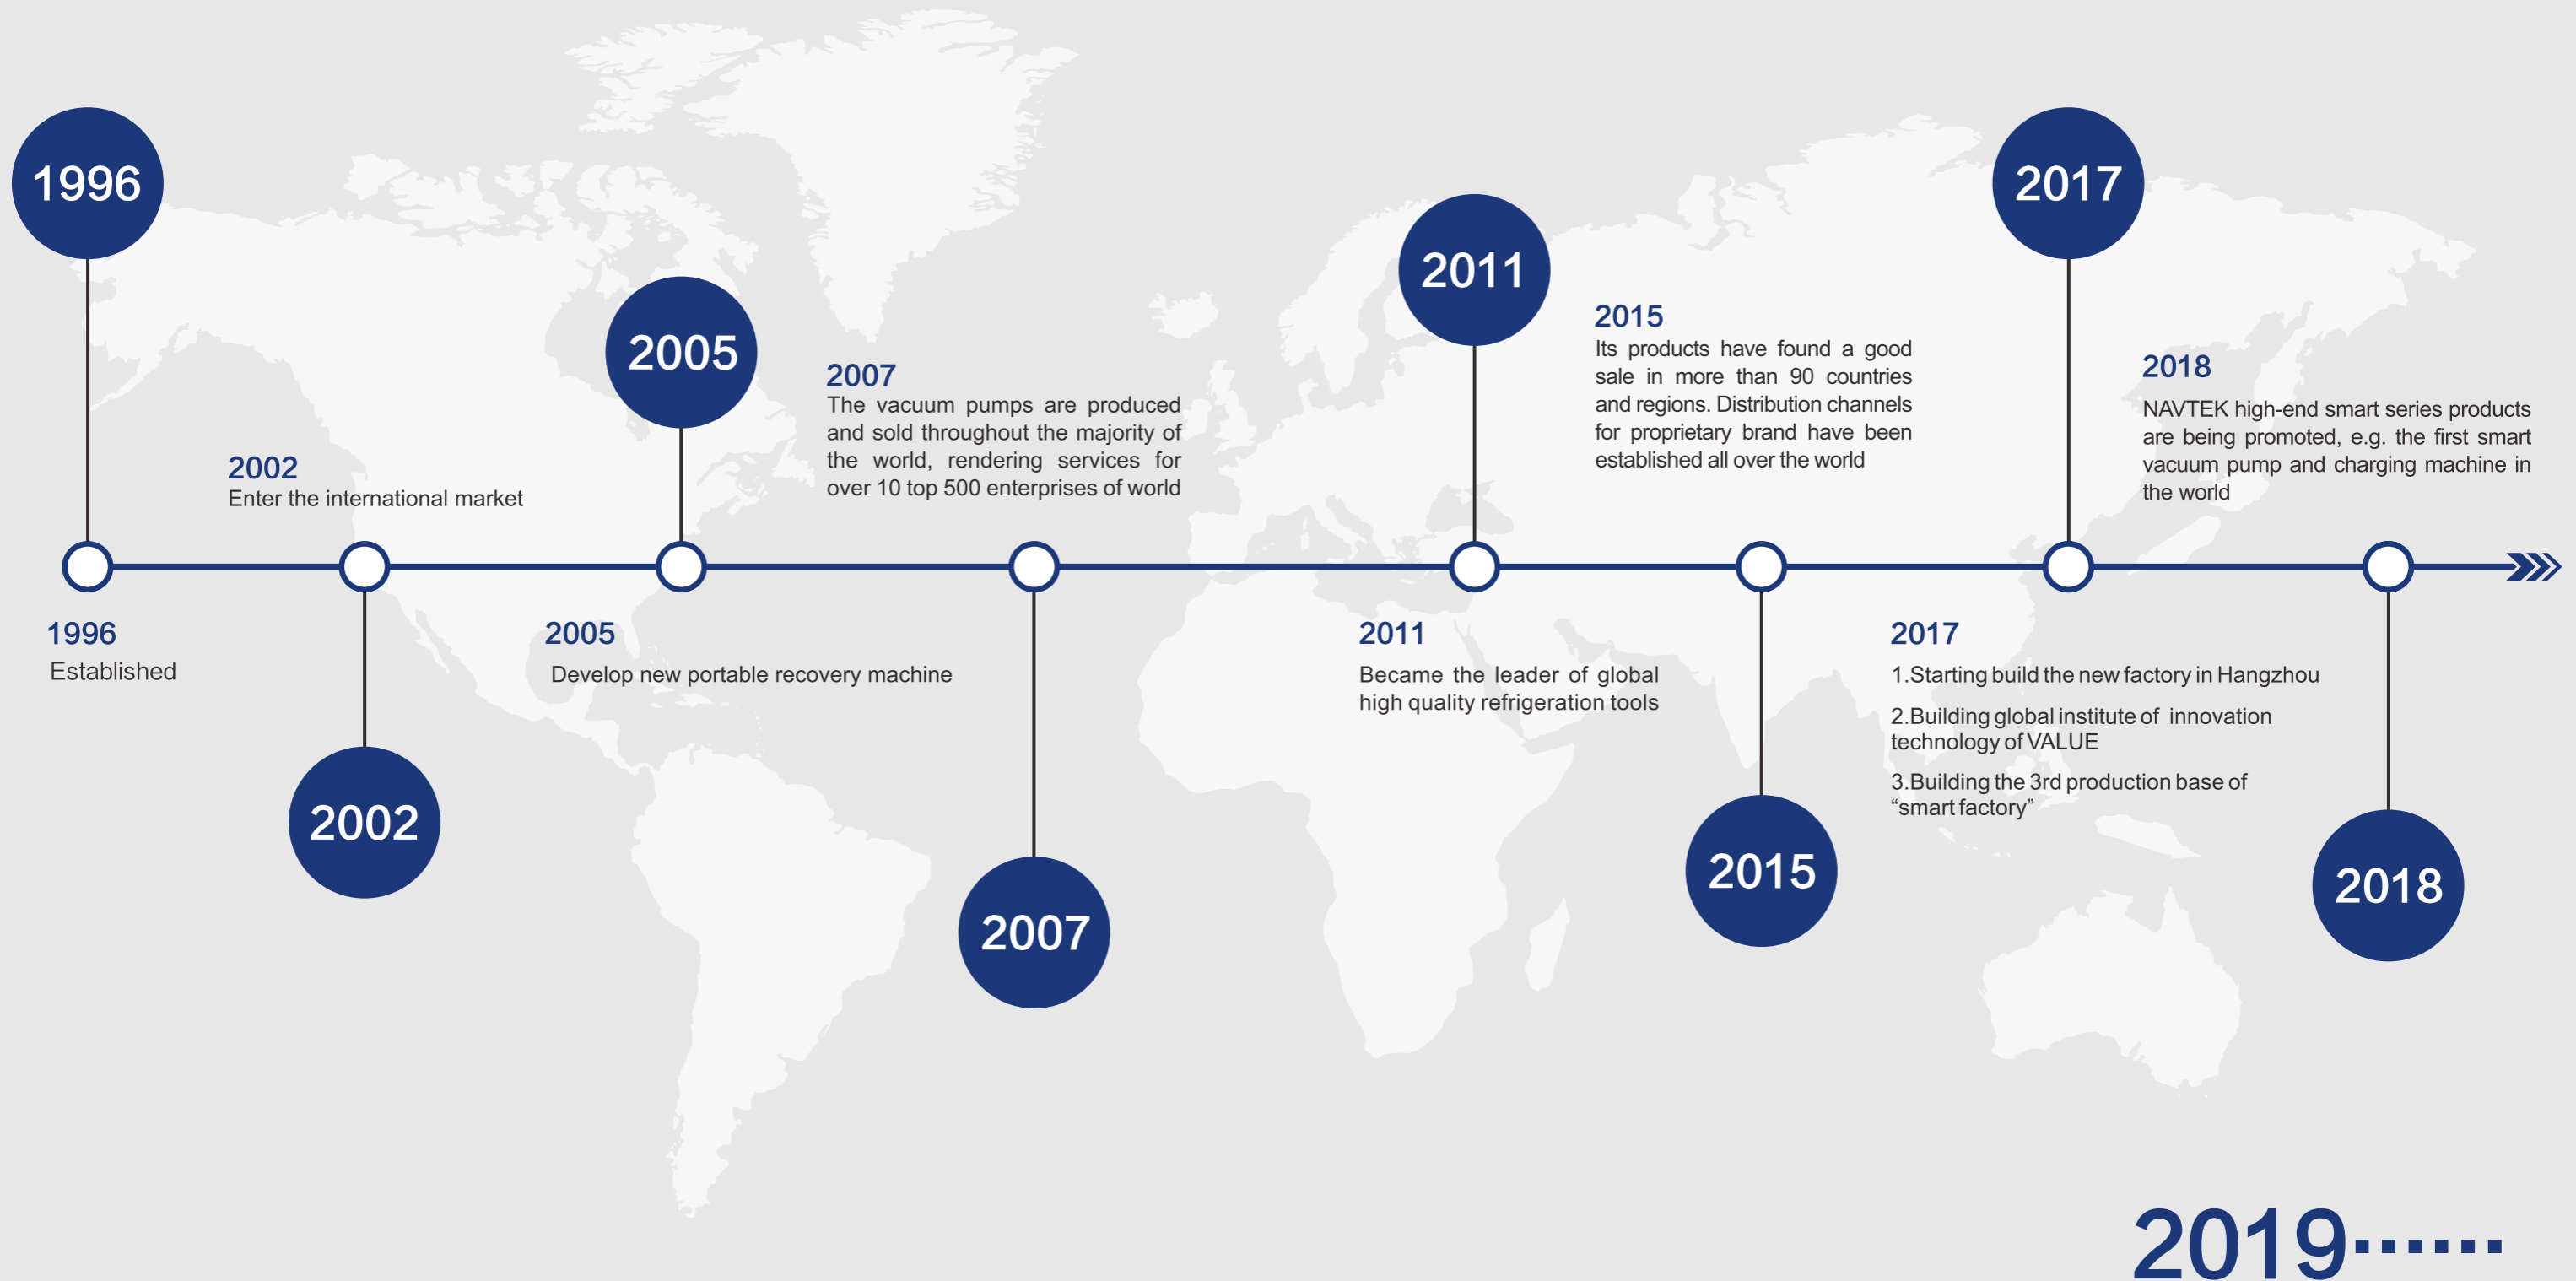 1996
2002
Enter the international market
2005
2007
The vacuum pumps are produced
and sold throughout the majority of
the world, rendering services for
over 10 top 500 enterprises of world
2011
2015
Its products have found a good
sale in more than 90 countries
and regions. Distribution channels
for proprietary brand have been
established all over the world
2017
2018
NAVTEK high-end smart series products
are being promoted, e.g. the first smart
vacuum pump and charging machine in
the world
1996
Established
2002
2005
Develop new portable recovery machine
2007
2011
Became the leader of global
high quality refrigeration tools
2015
2017
1.Starting build the new factory in Hangzhou
2.Building global institute of innovation
technology of VALUE
3.Building the 3rd production base of
“smart factory”
2018
2019······